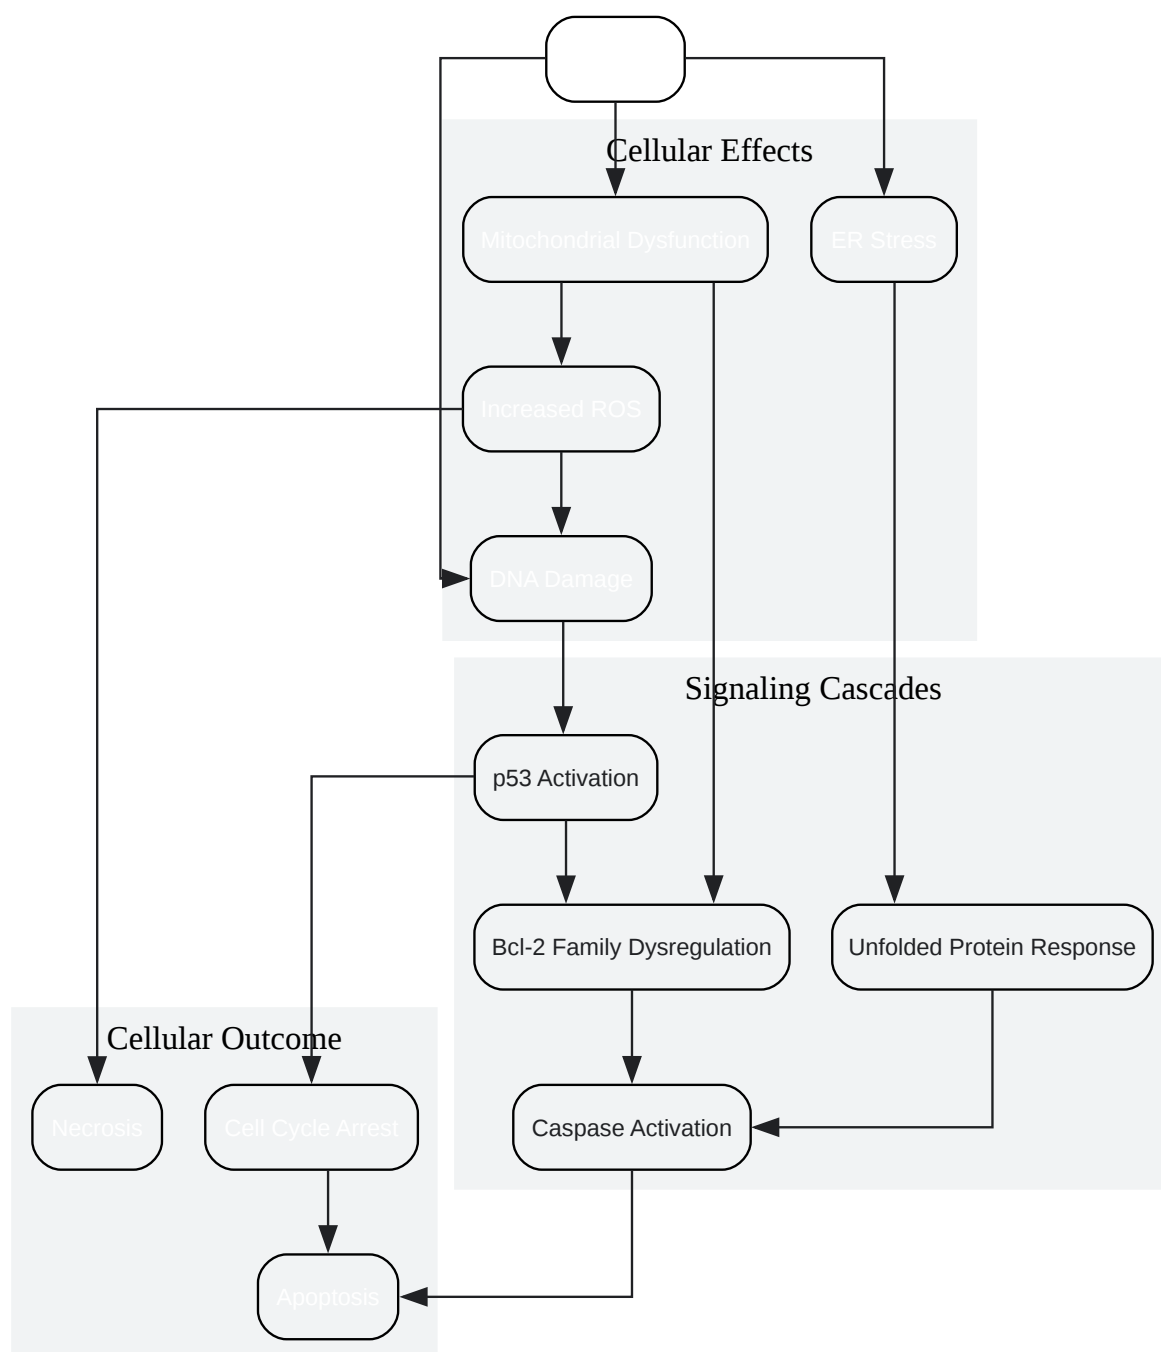 Cellular Effects
Mitochondrial Dysfunction
ER Stress
Increased ROS
DNA Damage
Signaling Cascades
p53 Activation
Bcl-2 Family Dysregulation
Unfolded Protein Response
Cellular Outcome
Necrosis
Cell Cycle Arrest
Caspase Activation
Apoptosis